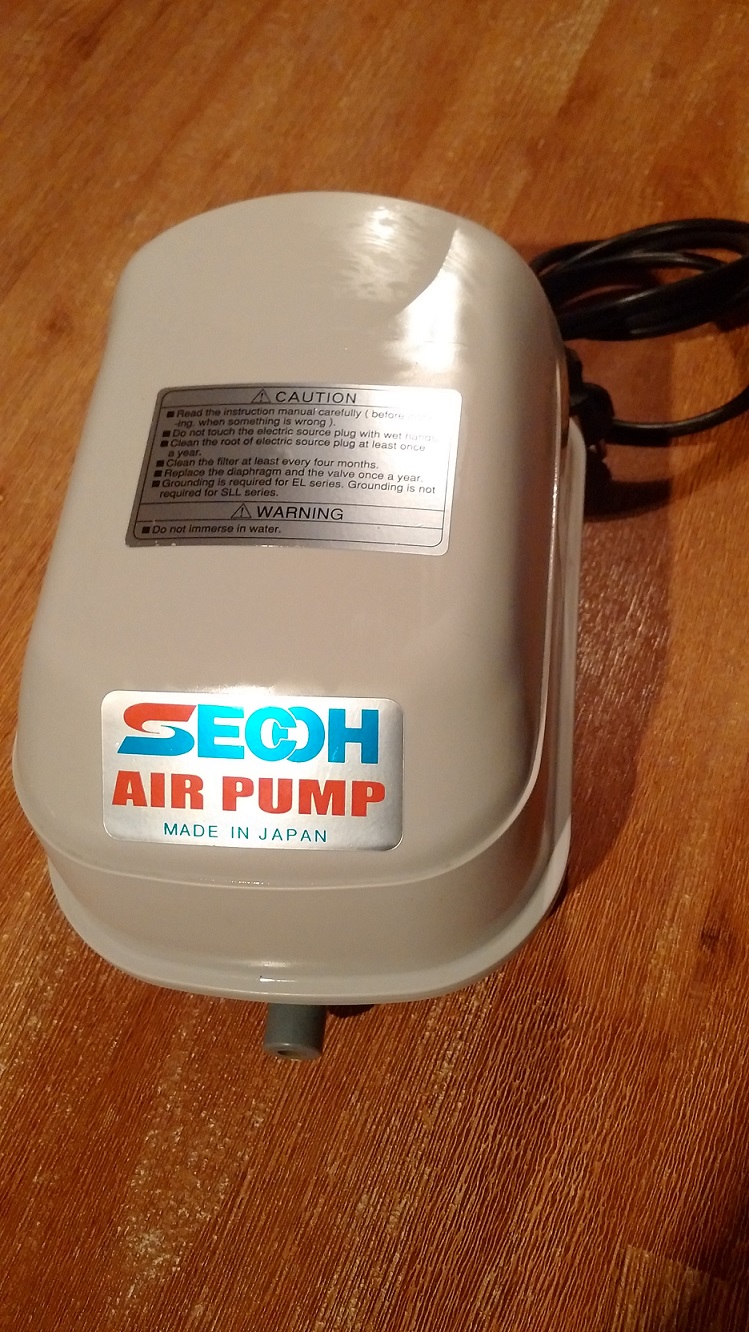 ⚠ CAUTION
■ Read the instruction manual carefully ( before
-ing. when something is wrong ).
■ Do not touch the electric source plug with wet hands.
■ Clean the root of electric source plug at least once
a year.
■ Clean the filter at least every four months.
■ Replace the diaphragm and the valve once a year.
■ Grounding is required for EL series. Grounding is not
required for SLL series.
⚠ WARNING
■ Do not immerse in water.
SECOH
AIR PUMP
MADE IN JAPAN